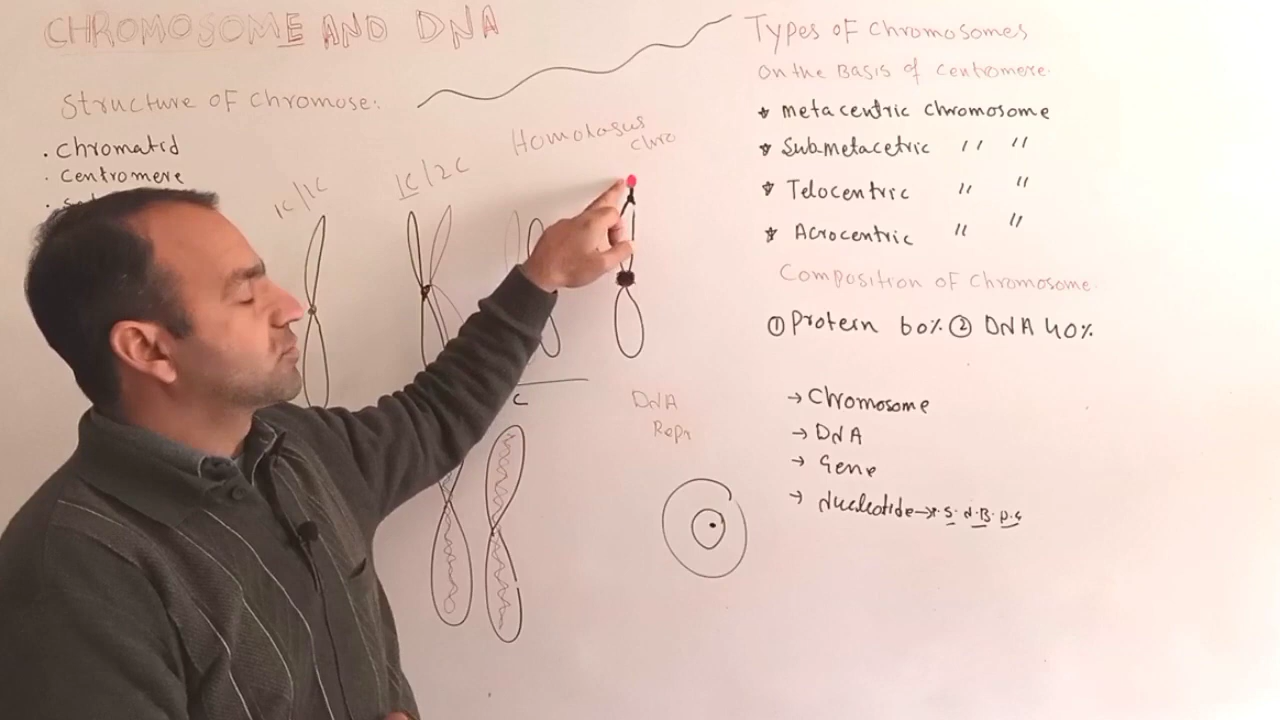 CHROMOSOME AND DNA
Structure of Chromose:
. Chromatid
. Centromere
1C/1C
1C/2C
Homologus
Chro
C
DNA
Repr
Types of Chromosomes
On the Basis of Centromere.
* Metacentric Chromosome
* Submetacetric 〃 〃
* Telocentric 〃 〃
* Acrocentric 〃 〃
Composition of Chromosome.
① Protein 60% ② DNA 40%
→ Chromosome
→ DNA
→ Gene
→ Nucleotide→